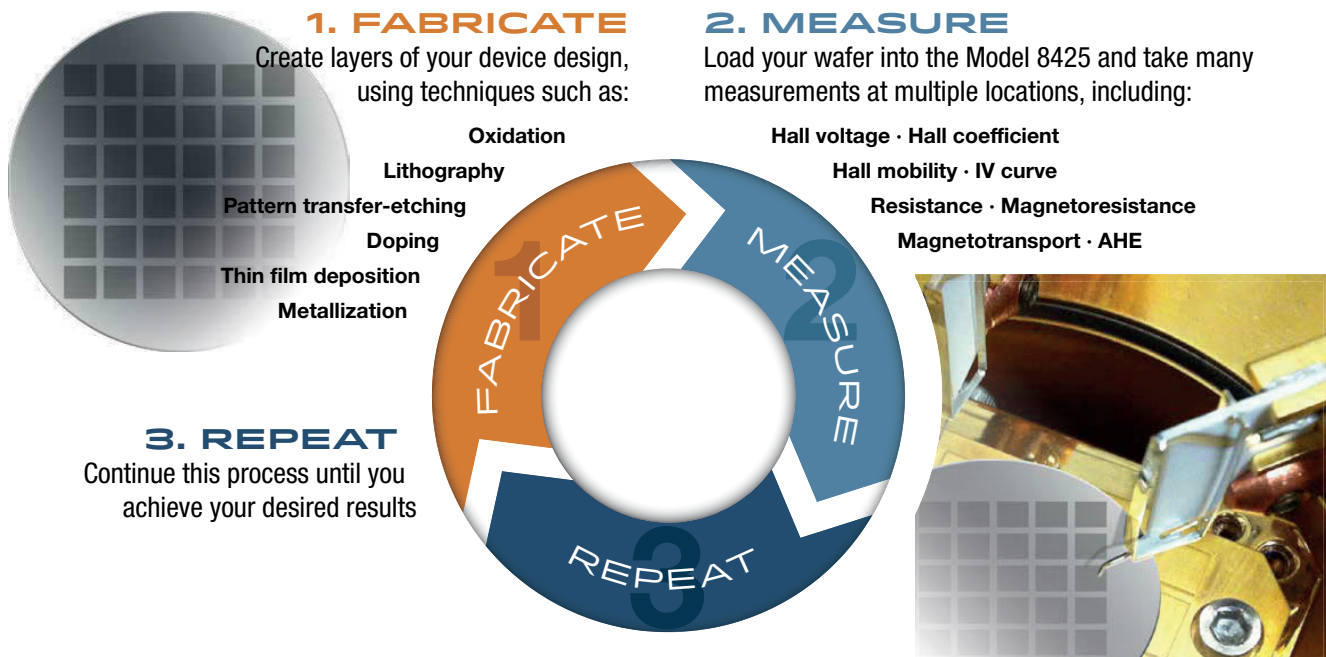 1. FABRICATE
Create layers of your device design,
using techniques such as:
Oxidation
Lithography
Pattern transfer-etching
Doping
Thin film deposition
Metallization
2. MEASURE
Load your wafer into the Model 8425 and take many
measurements at multiple locations, including:
Hall voltage · Hall coefficient
Hall mobility · IV curve
Resistance · Magnetoresistance
Magnetotransport · AHE
3. REPEAT
Continue this process until you
achieve your desired results
1
FABRICATE
2
MEASURE
3
REPEAT